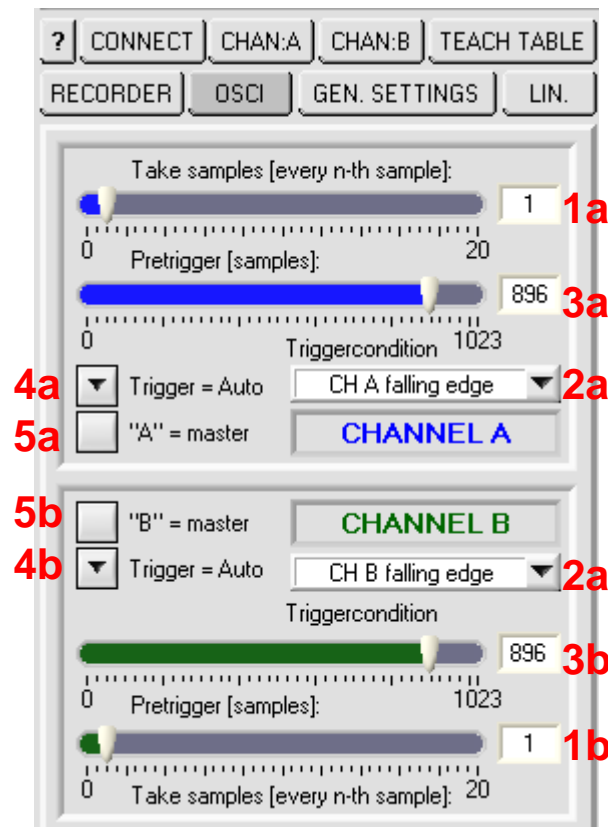 ? CONNECT CHAN:A CHAN:B TEACH TABLE
RECORDER OSCI GEN. SETTINGS LIN.
Take samples [every n-th sample]:
1 1a
0 20
Pretrigger [samples]:
896 3a
0 1023
Triggercondition
4a Trigger = Auto CH A falling edge 2a
5a "A" = master CHANNEL A
5b "B" = master CHANNEL B
4b Trigger = Auto CH B falling edge 2a
Triggercondition
896 3b
0 1023
Pretrigger [samples]:
1 1b
0 20
Take samples [every n-th sample]: